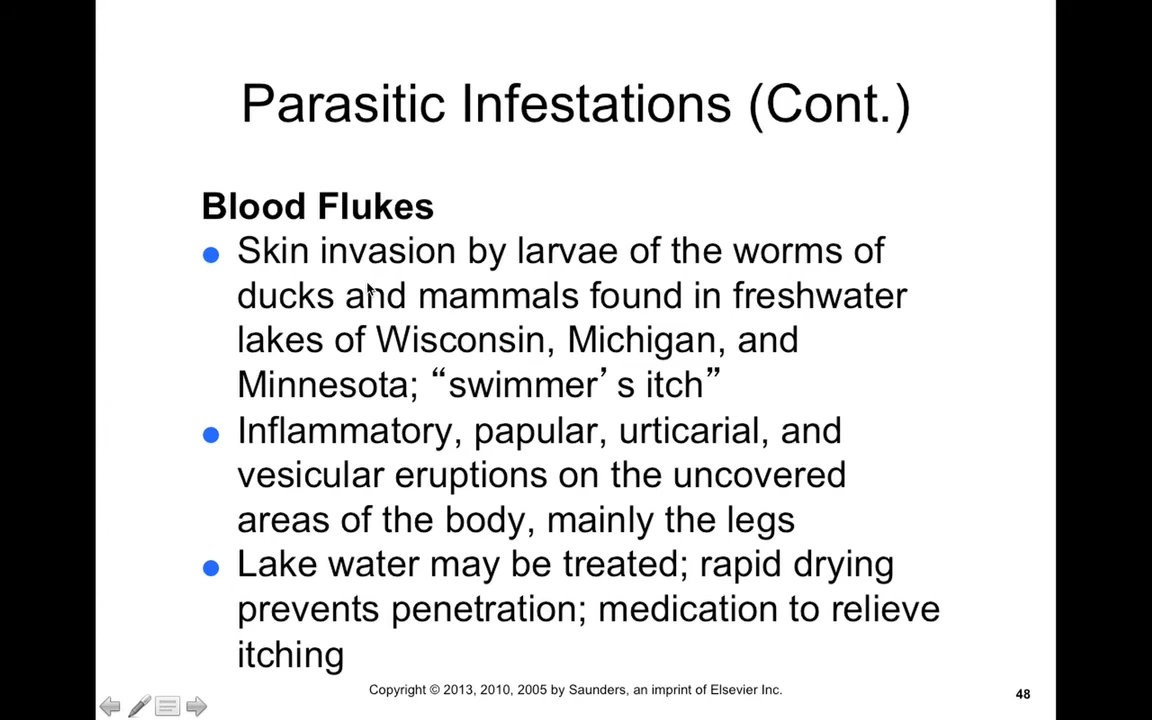 Parasitic Infestations (Cont.)
Blood Flukes
● Skin invasion by larvae of the worms of
ducks and mammals found in freshwater
lakes of Wisconsin, Michigan, and
Minnesota; “swimmer’s itch”
● Inflammatory, papular, urticarial, and
vesicular eruptions on the uncovered
areas of the body, mainly the legs
● Lake water may be treated; rapid drying
prevents penetration; medication to relieve
itching
Copyright © 2013, 2010, 2005 by Saunders, an imprint of Elsevier Inc.
48